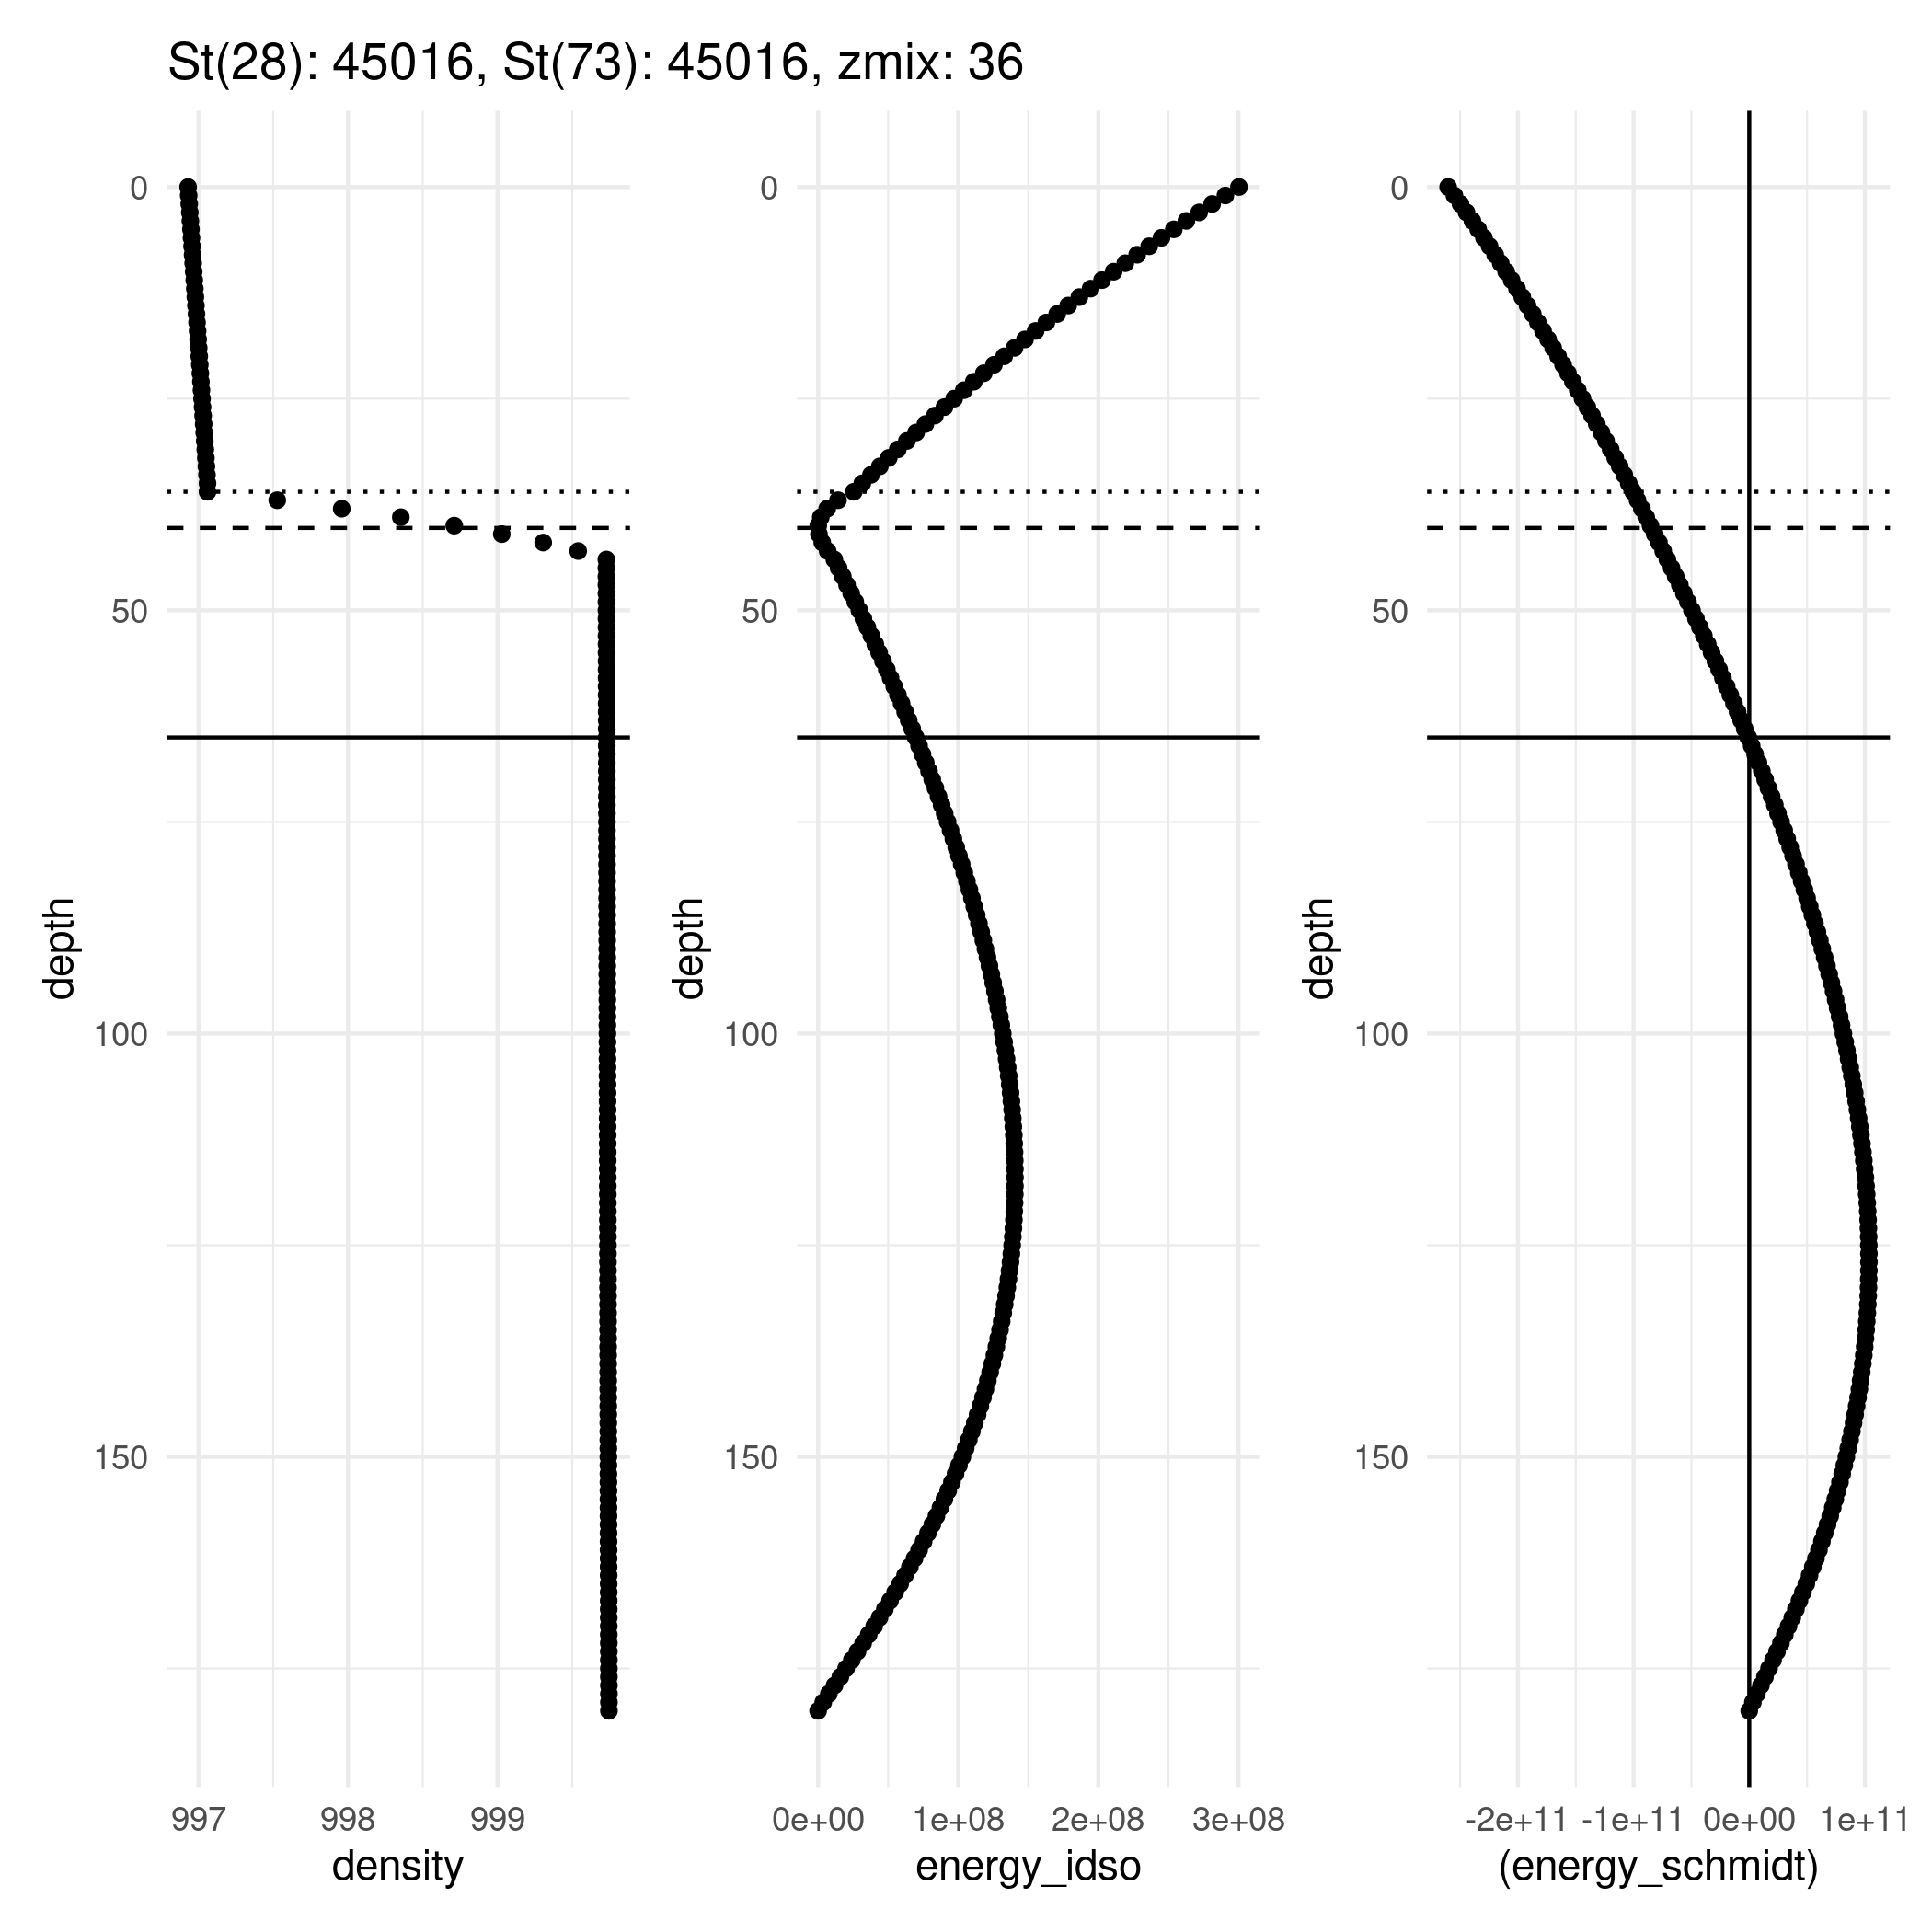 St(28): 45016, St(73): 45016, zmix: 36
0
50
100
150
depth
997 998 999
density
0
50
100
150
depth
0e+00 1e+08 2e+08 3e+08
energy_idso
0
50
100
150
depth
-2e+11 -1e+11 0e+00 1e+11
(energy_schmidt)